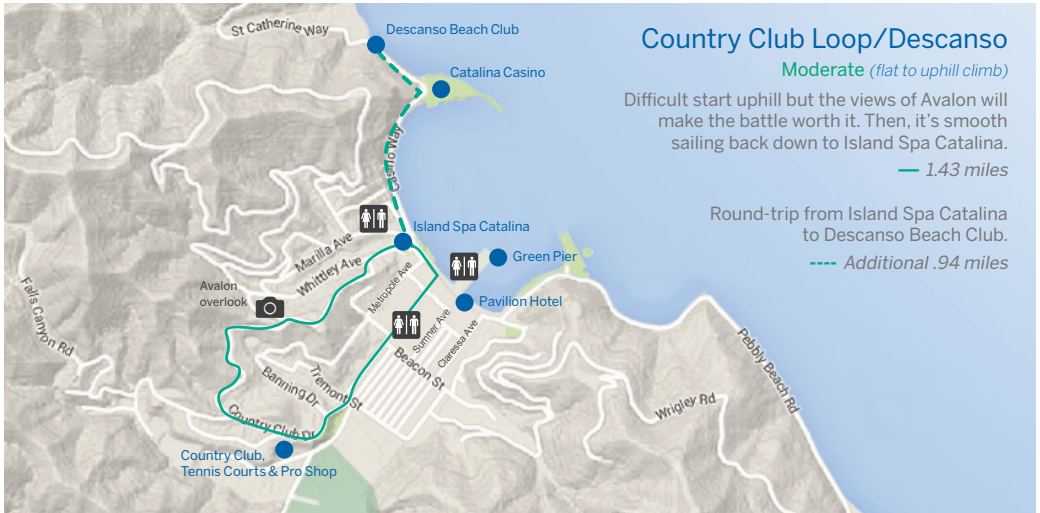 Country Club Loop/Descanso
Moderate (flat to uphill climb)
Difficult start uphill but the views of Avalon will
make the battle worth it. Then, it's smooth
sailing back down to Island Spa Catalina.
1.43 miles
Round-trip from Island Spa Catalina
to Descanso Beach Club.
Additional .94 miles
St Catherine Way
Descanso Beach Club
Catalina Casino
Casino Way
Island Spa Catalina
Marilla Ave
Whittley Ave
Green Pier
Avalon
overlook
Metropole Ave
Pavilion Hotel
Falls Canyon Rd
Sumner Ave
Claressa Ave
Beacon St
Tremont St
Banning Dr
Country Club Dr
Wrigley Rd
Pebbly Beach Rd
Country Club,
Tennis Courts & Pro Shop